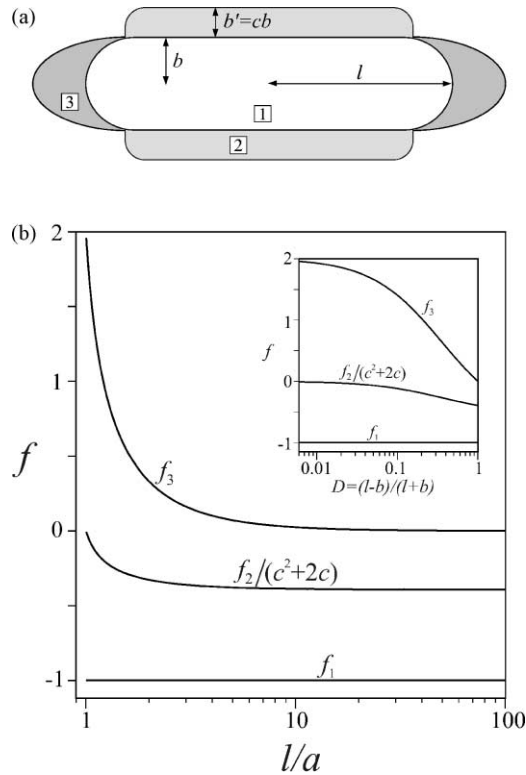 (a)
b'=cb
b
l
3
1
2
(b)
2
1
0
-1
f
f₃
f₂/(c²+2c)
f₁
1
10
100
l/a
2
1
0
-1
f
f₃
f₂/(c²+2c)
f₁
0.01
0.1
1
D=(l-b)/(l+b)